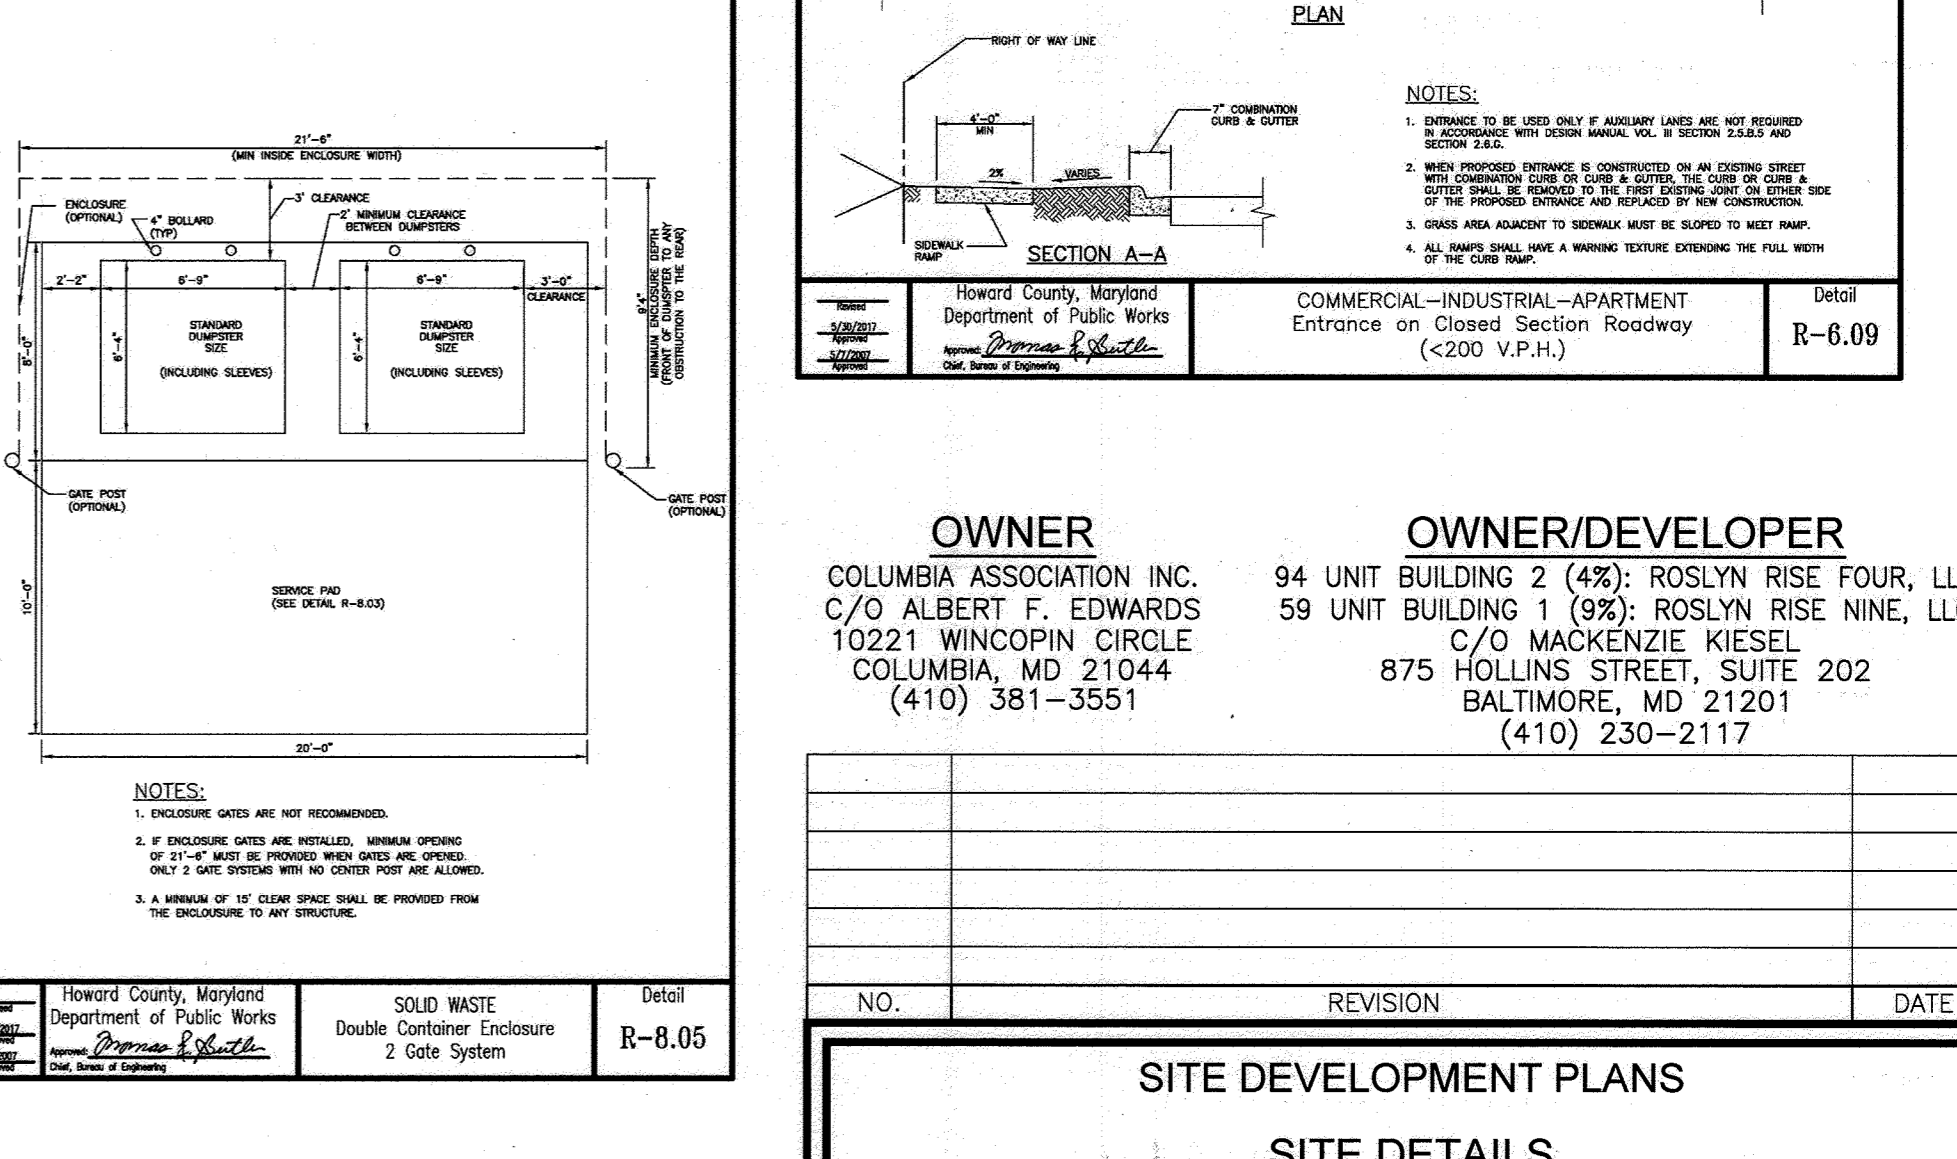 21'-6"
(MIN INSIDE ENCLOSURE WIDTH)
ENCLOSURE
(OPTIONAL)
4" BOLLARD
(TYP)
3' CLEARANCE
2' MINIMUM CLEARANCE
BETWEEN DUMPSTERS
2'-2"
6'-9"
6'-9"
3'-0"
CLEARANCE
9'4"
MINIMUM ENCLOSURE DEPTH
(FRONT OF DUMSPTER TO ANY
OBSTRUCTION TO THE REAR)
8'-0"
6'-4"
STANDARD
DUMPSTER
SIZE
(INCLUDING SLEEVES)
6'-4"
STANDARD
DUMPSTER
SIZE
(INCLUDING SLEEVES)
GATE POST
(OPTIONAL)
GATE POST
(OPTIONAL)
10'-0"
SERVICE PAD
(SEE DETAIL R-8.03)
20'-0"
NOTES:
1. ENCLOSURE GATES ARE NOT RECOMMENDED.
2. IF ENCLOSURE GATES ARE INSTALLED, MINIMUM OPENING
OF 21'-6" MUST BE PROVIDED WHEN GATES ARE OPENED.
ONLY 2 GATE SYSTEMS WITH NO CENTER POST ARE ALLOWED.
3. A MINIMUM OF 15' CLEAR SPACE SHALL BE PROVIDED FROM
THE ENCLOUSURE TO ANY STRUCTURE.
Howard County, Maryland
Department of Public Works
Approved: Thomas E. Butler
Chief, Bureau of Engineering
SOLID WASTE
Double Container Enclosure
2 Gate System
Detail
R-8.05
PLAN
RIGHT OF WAY LINE
4'-0"
MIN
7" COMBINATION
CURB & GUTTER
2%
VARIES
SIDEWALK
RAMP
SECTION A-A
NOTES:
1. ENTRANCE TO BE USED ONLY IF AUXILIARY LANES ARE NOT REQUIRED
IN ACCORDANCE WITH DESIGN MANUAL VOL. III SECTION 2.5.B.5 AND
SECTION 2.6.G.
2. WHEN PROPOSED ENTRANCE IS CONSTRUCTED ON AN EXISTING STREET
WITH COMBINATION CURB OR CURB & GUTTER, THE CURB OR CURB &
GUTTER SHALL BE REMOVED TO THE FIRST EXISTING JOINT ON EITHER SIDE
OF THE PROPOSED ENTRANCE AND REPLACED BY NEW CONSTRUCTION.
3. GRASS AREA ADJACENT TO SIDEWALK MUST BE SLOPED TO MEET RAMP.
4. ALL RAMPS SHALL HAVE A WARNING TEXTURE EXTENDING THE FULL WIDTH
OF THE CURB RAMP.
Revised
5/30/2017
Approved
5/7/2007
Approved
Howard County, Maryland
Department of Public Works
Approved: Thomas E. Butler
Chief, Bureau of Engineering
COMMERCIAL-INDUSTRIAL-APARTMENT
Entrance on Closed Section Roadway
(<200 V.P.H.)
Detail
R-6.09
OWNER
COLUMBIA ASSOCIATION INC.
C/O ALBERT F. EDWARDS
10221 WINCOPIN CIRCLE
COLUMBIA, MD 21044
(410) 381-3551
OWNER/DEVELOPER
94 UNIT BUILDING 2 (4%): ROSLYN RISE FOUR, LL
59 UNIT BUILDING 1 (9%): ROSLYN RISE NINE, LL
C/O MACKENZIE KIESEL
875 HOLLINS STREET, SUITE 202
BALTIMORE, MD 21201
(410) 230-2117
NO.
REVISION
DATE
SITE DEVELOPMENT PLANS
SITE DETAILS